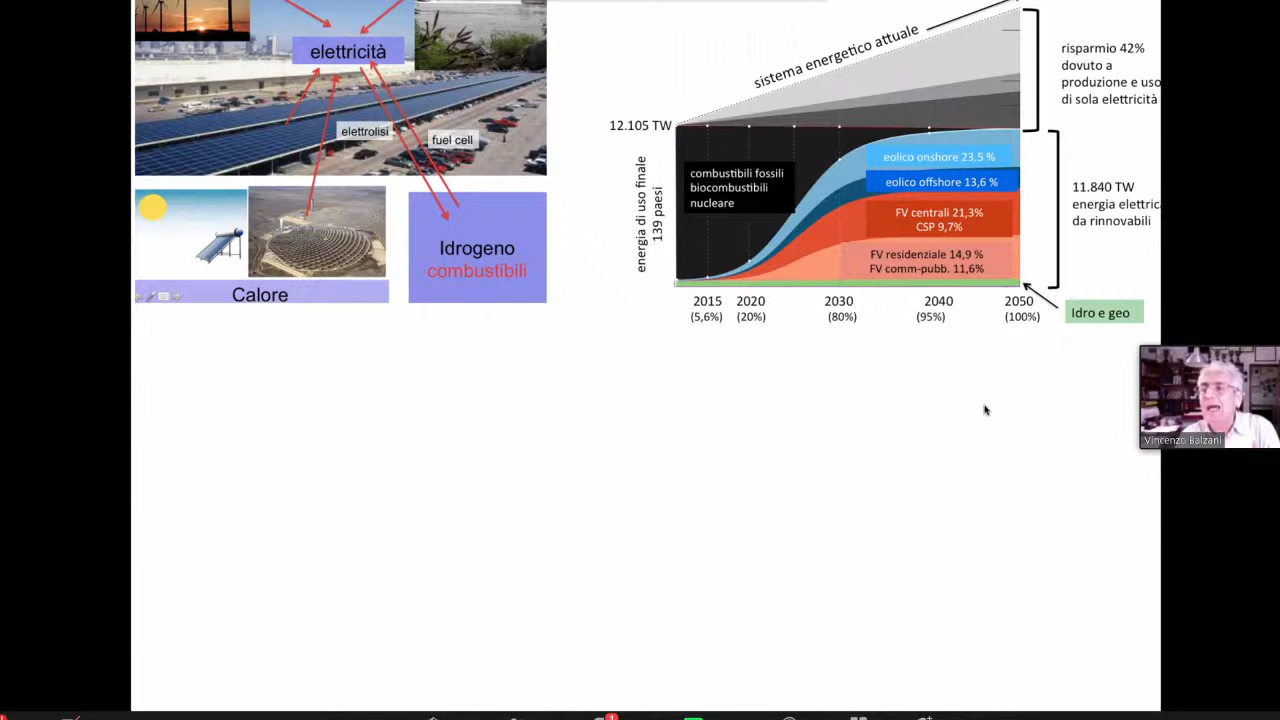 elettricità
elettrolisi
fuel cell
Idrogeno
combustibili
Calore
sistema energetico attuale
risparmio 42%
dovuto a
produzione e uso
di sola elettricità
12.105 TW
energia di uso finale
139 paesi
combustibili fossili
biocombustibili
nucleare
eolico onshore 23.5 %
eolico offshore 13,6 %
FV centrali 21,3%
CSP 9,7%
FV residenziale 14,9 %
FV comm-pubb. 11,6%
11.840 TW
energia elettrica
da rinnovabili
2015 2020 2030 2040 2050
(5,6%) (20%) (80%) (95%) (100%)
Idro e geo
Vincenzo Balzani
1